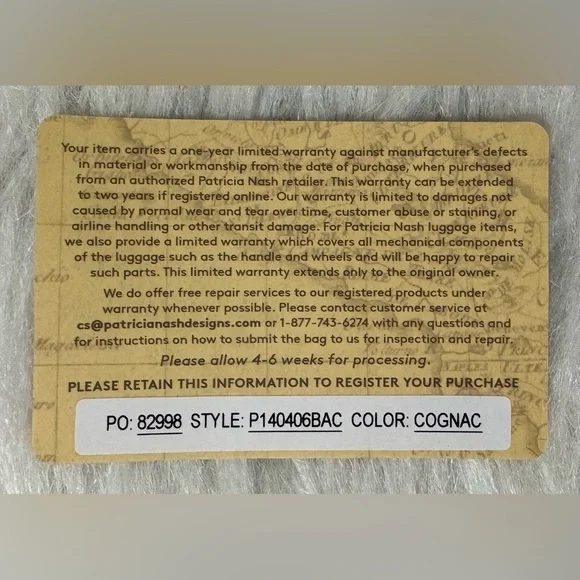 Your item carries a one-year limited warranty against manufacturer's defects
in material or workmanship from the date of purchase, when purchased
from an authorized Patricia Nash retailer. This warranty can be extended
to two years if registered online. Our warranty is limited to damages not
caused by normal wear and tear over time, customer abuse or staining, or
airline handling or other transit damage. For Patricia Nash luggage items,
we also provide a limited warranty which covers all mechanical components
of the luggage such as the handle and wheels and will be happy to repair
such parts. This limited warranty extends only to the original owner.
We do offer free repair services to our registered products under
warranty whenever possible. Please contact customer service at
cs@patricianashdesigns.com or 1-877-743-6274 with any questions and
for instructions on how to submit the bag to us for inspection and repair.
Please allow 4-6 weeks for processing.
PLEASE RETAIN THIS INFORMATION TO REGISTER YOUR PURCHASE
PO: 82998 STYLE: P140406BAC COLOR: COGNAC